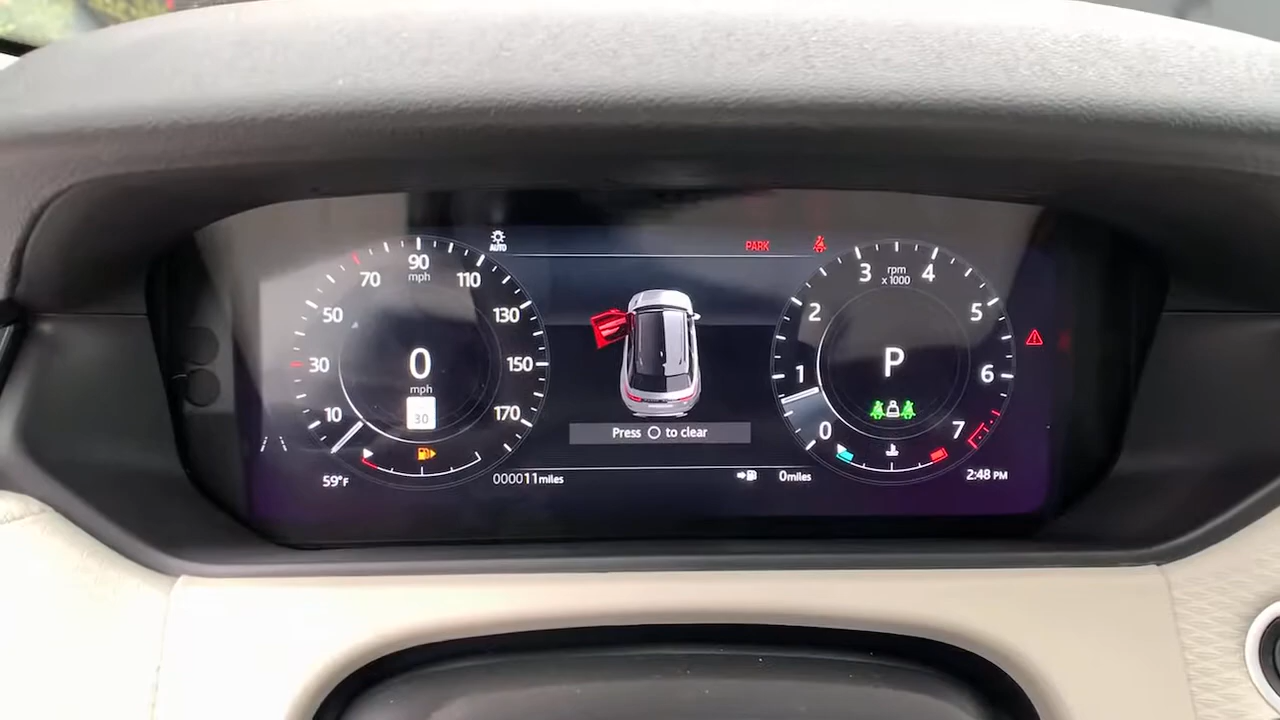 AUTO
PARK
10
30
50
70
90
mph
110
130
150
170
0
mph
30
59°F
000011miles
Press to clear
0miles
0
1
2
3
rpm
x1000
4
5
6
7
P
2:48 PM